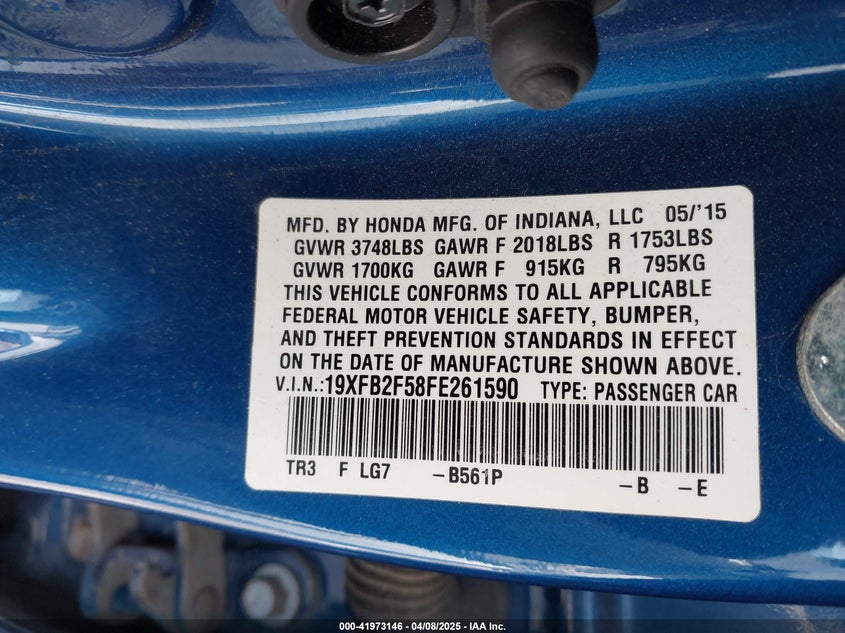 MFD. BY HONDA MFG. OF INDIANA, LLC 05/'15
GVWR 3748LBS GAWR F 2018LBS R 1753LBS
GVWR 1700KG GAWR F 915KG R 795KG
THIS VEHICLE CONFORMS TO ALL APPLICABLE
FEDERAL MOTOR VEHICLE SAFETY, BUMPER,
AND THEFT PREVENTION STANDARDS IN EFFECT
ON THE DATE OF MANUFACTURE SHOWN ABOVE.
V.I.N.:19XFB2F58FE261590 TYPE: PASSENGER CAR
TR3 F LG7 -B561P -B -E
000-41973146 - 04/08/2025 - IAA Inc.